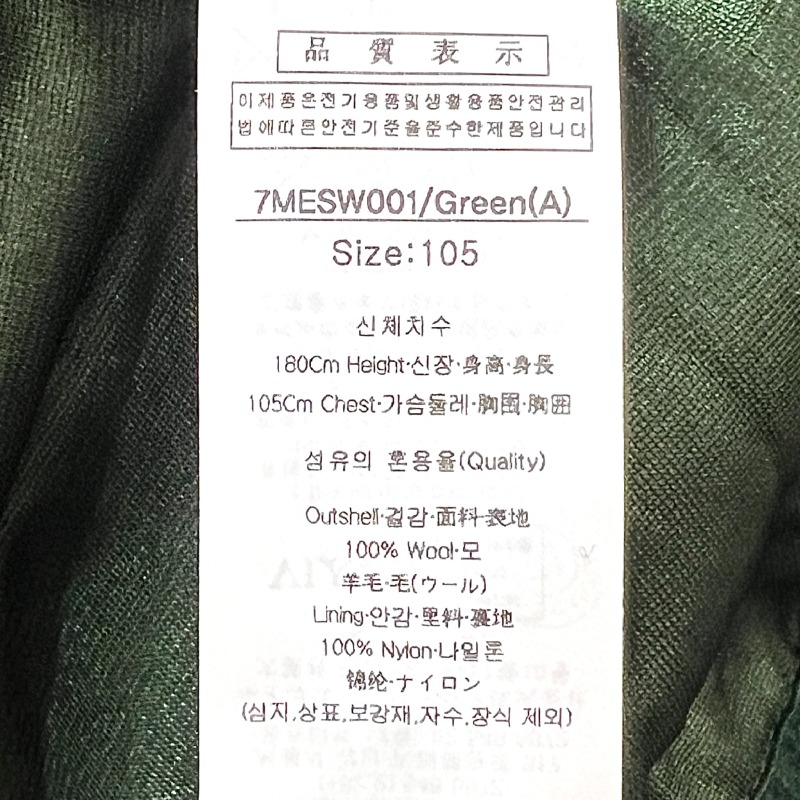 品質表示
이제품은전기용품및생활용품안전관리
법에따른안전기준을준수한제품입니다
7MESW001/Green(A)
Size:105
신체치수
180Cm Height·신장·身高·身長
105Cm Chest·가슴둘레·胸围·胸囲
섬유의 혼용율(Quality)
Outshell·겉감·面料·表地
100% Wool·모
羊毛·毛(ウール)
Lining·안감·里料·裏地
100% Nylon·나일론
锦纶·ナイロン
(심지,상표,보강재,자수,장식 제외)